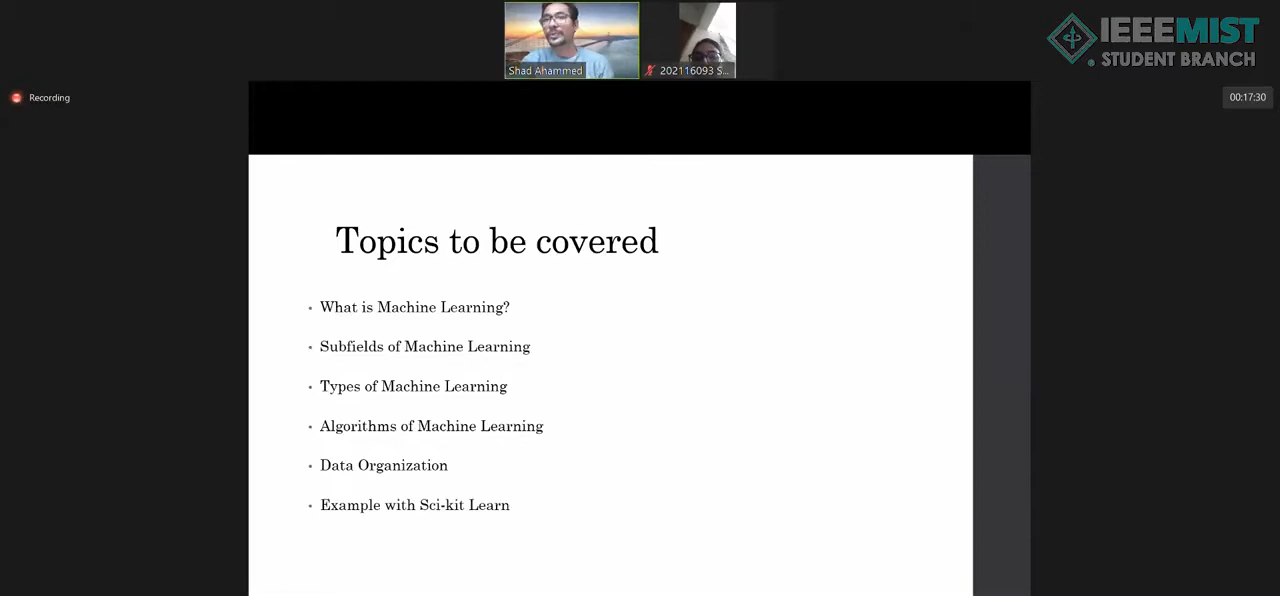 IEEEMIST
STUDENT BRANCH
Shad Ahammed
202116093 S...
Recording
00:17:30
Topics to be covered
• What is Machine Learning?
• Subfields of Machine Learning
• Types of Machine Learning
• Algorithms of Machine Learning
• Data Organization
• Example with Sci-kit Learn